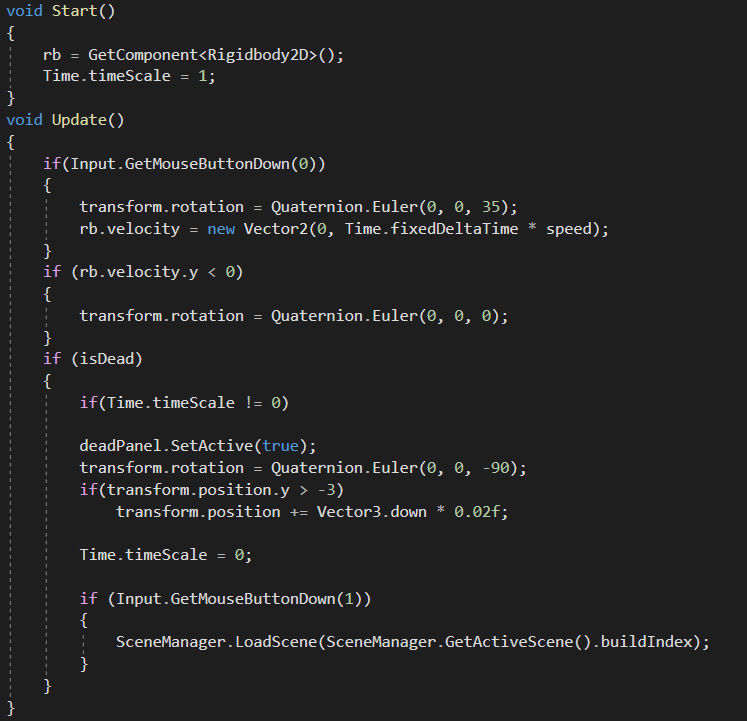 void Start()
{
rb = GetComponent<Rigidbody2D>();
Time.timeScale = 1;
}
void Update()
{
if(Input.GetMouseButtonDown(0))
{
transform.rotation = Quaternion.Euler(0, 0, 35);
rb.velocity = new Vector2(0, Time.fixedDeltaTime * speed);
}
if (rb.velocity.y < 0)
{
transform.rotation = Quaternion.Euler(0, 0, 0);
}
if (isDead)
{
if(Time.timeScale != 0)
deadPanel.SetActive(true);
transform.rotation = Quaternion.Euler(0, 0, -90);
if(transform.position.y > -3)
transform.position += Vector3.down * 0.02f;
Time.timeScale = 0;
if (Input.GetMouseButtonDown(1))
{
SceneManager.LoadScene(SceneManager.GetActiveScene().buildIndex);
}
}
}